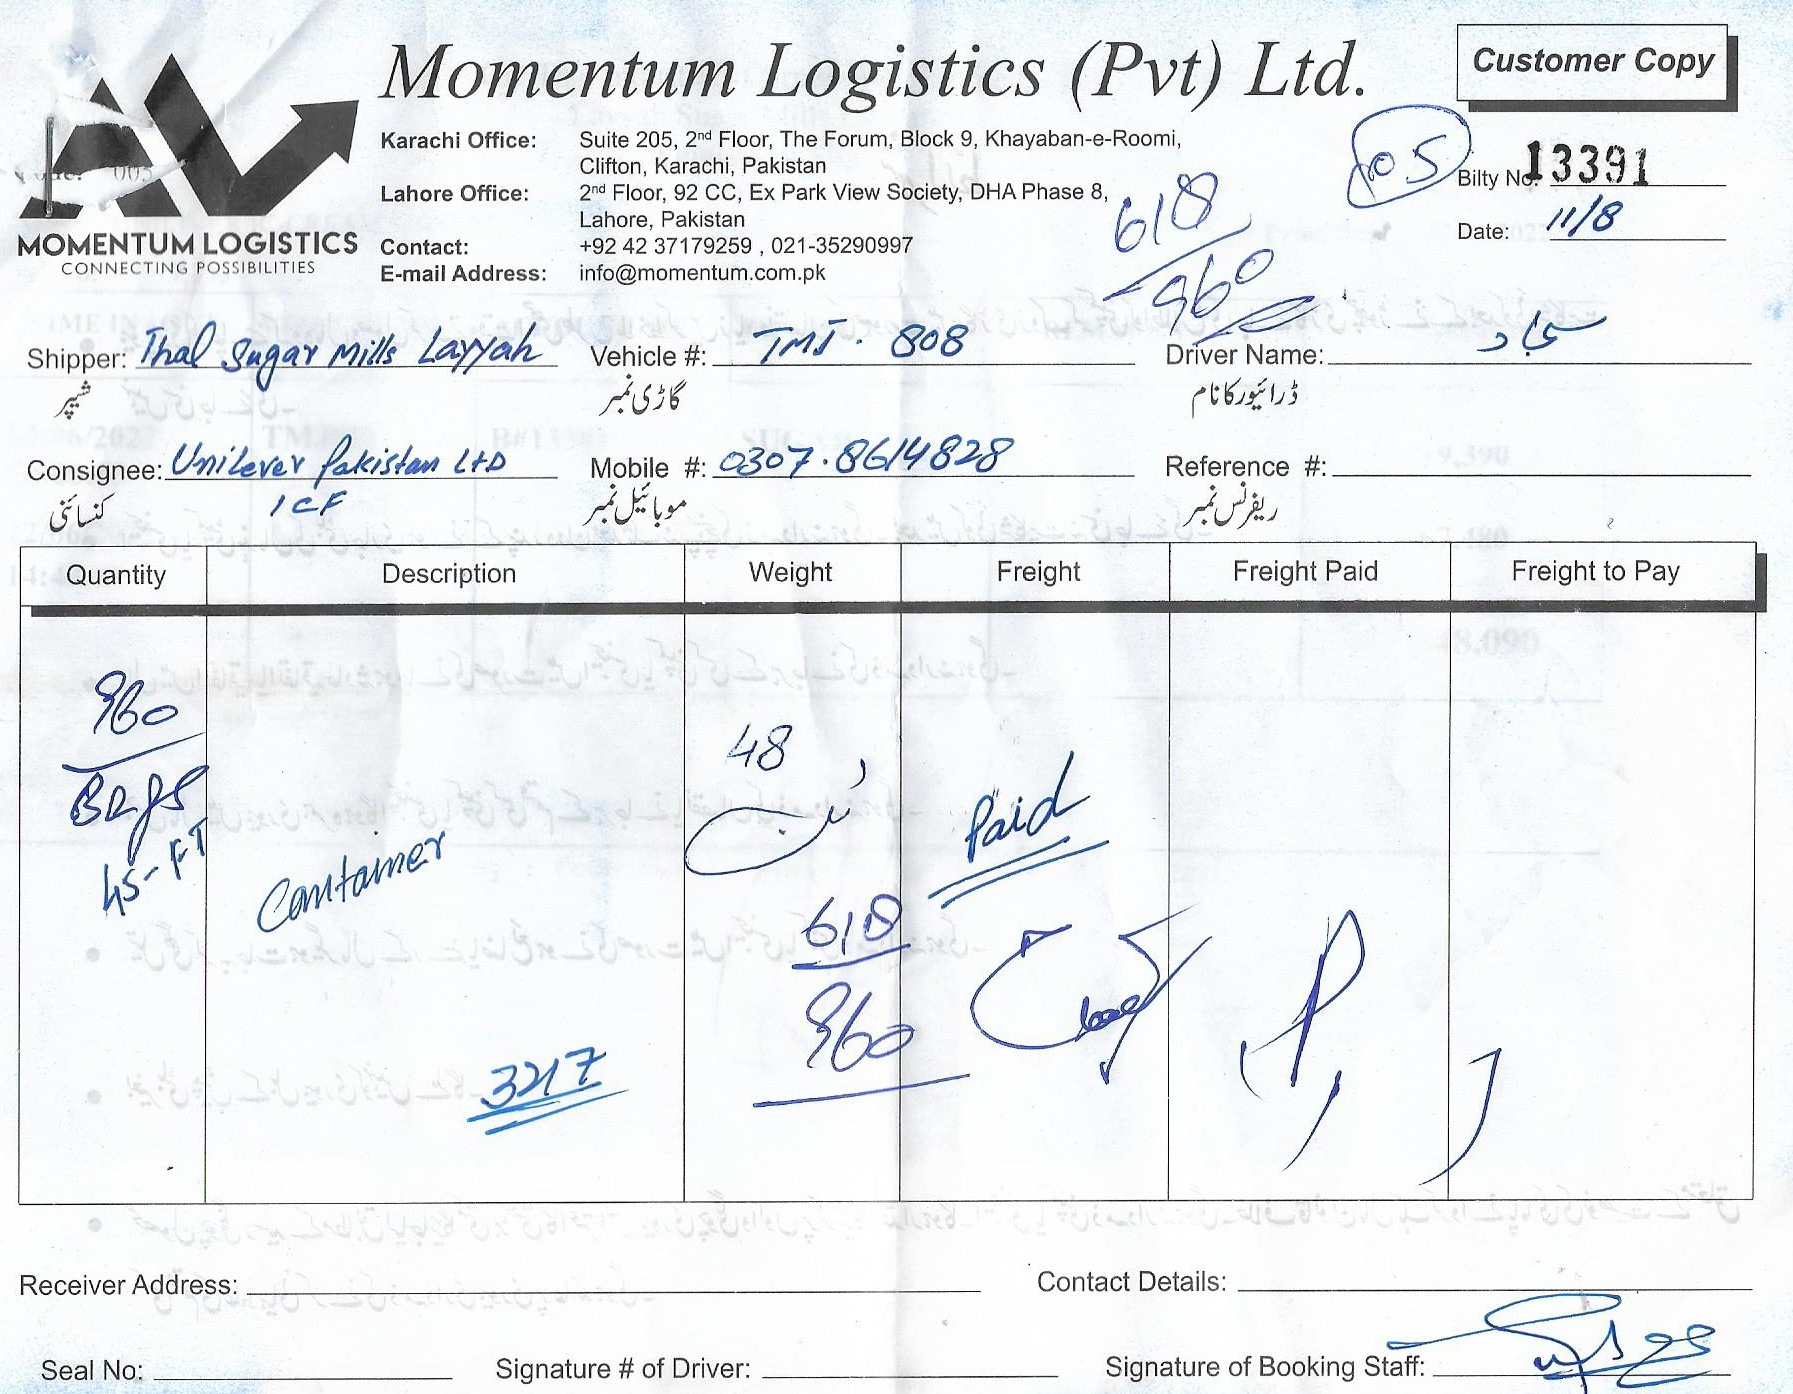 Momentum Logistics (Pvt) Ltd.
Customer Copy
MOMENTUM LOGISTICS
CONNECTING POSSIBILITIES
Karachi Office: Suite 205, 2nd Floor, The Forum, Block 9, Khayaban-e-Roomi,
Clifton, Karachi, Pakistan
Lahore Office: 2nd Floor, 92 CC, Ex Park View Society, DHA Phase 8,
Lahore, Pakistan
Contact: +92 42 37179259 , 021-35290997
E-mail Address: info@momentum.com.pk
Bilty No. 13391
Date: 11/8
618
960
Shipper: Thal Sugar Mills Layyah Vehicle #: TMJ. 808 Driver Name: سجاد
شیپر گاڑی نمبر ڈرائیور کا نام
Consignee: Unilever Pakistan LTD Mobile #: 0307.8614828 Reference #:
ICF
کنسائنی موبائیل نمبر ریفرنس نمبر
Quantity Description Weight Freight Freight Paid Freight to Pay
960 48
BAGS ٹن Paid
45-FT Container
618
960
3217
Receiver Address: Contact Details:
Seal No: Signature # of Driver: Signature of Booking Staff: